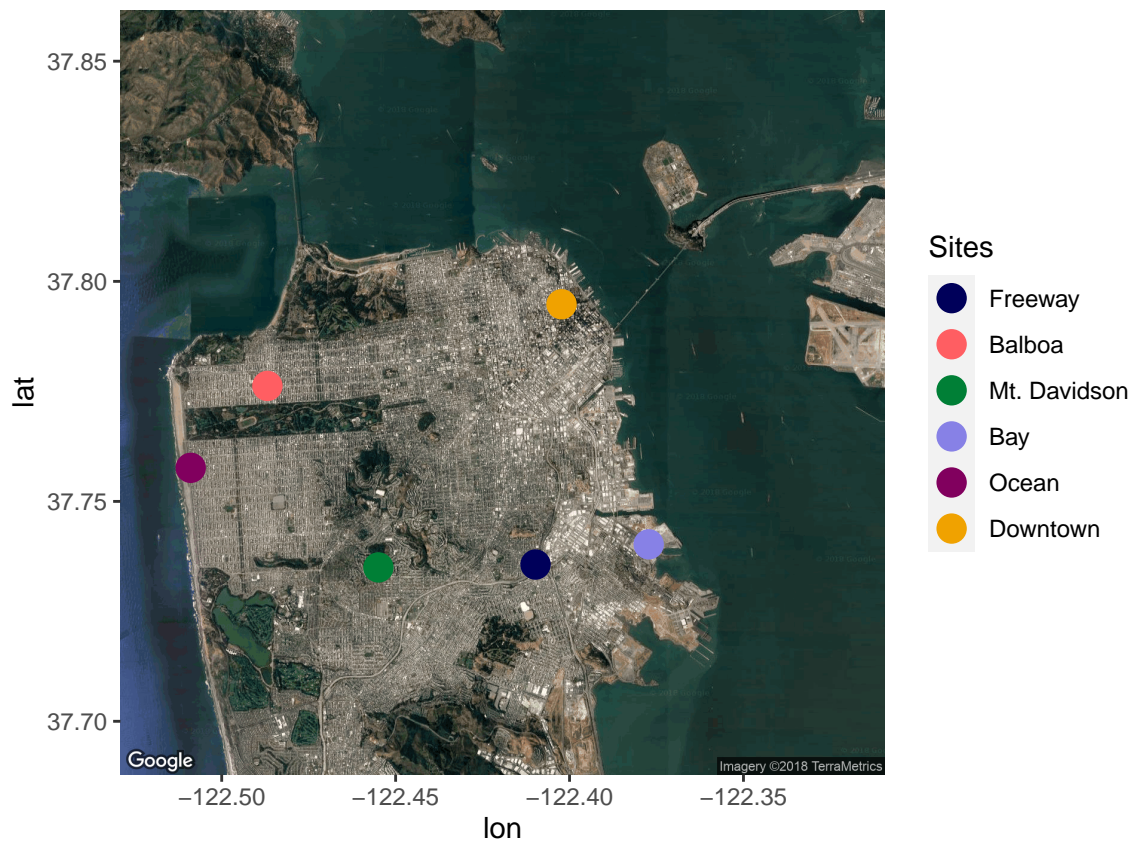 37.85
37.80
37.75
37.70
lat
−122.50
−122.45
−122.40
−122.35
lon
Google
Imagery ©2018 TerraMetrics
Sites
Freeway
Balboa
Mt. Davidson
Bay
Ocean
Downtown